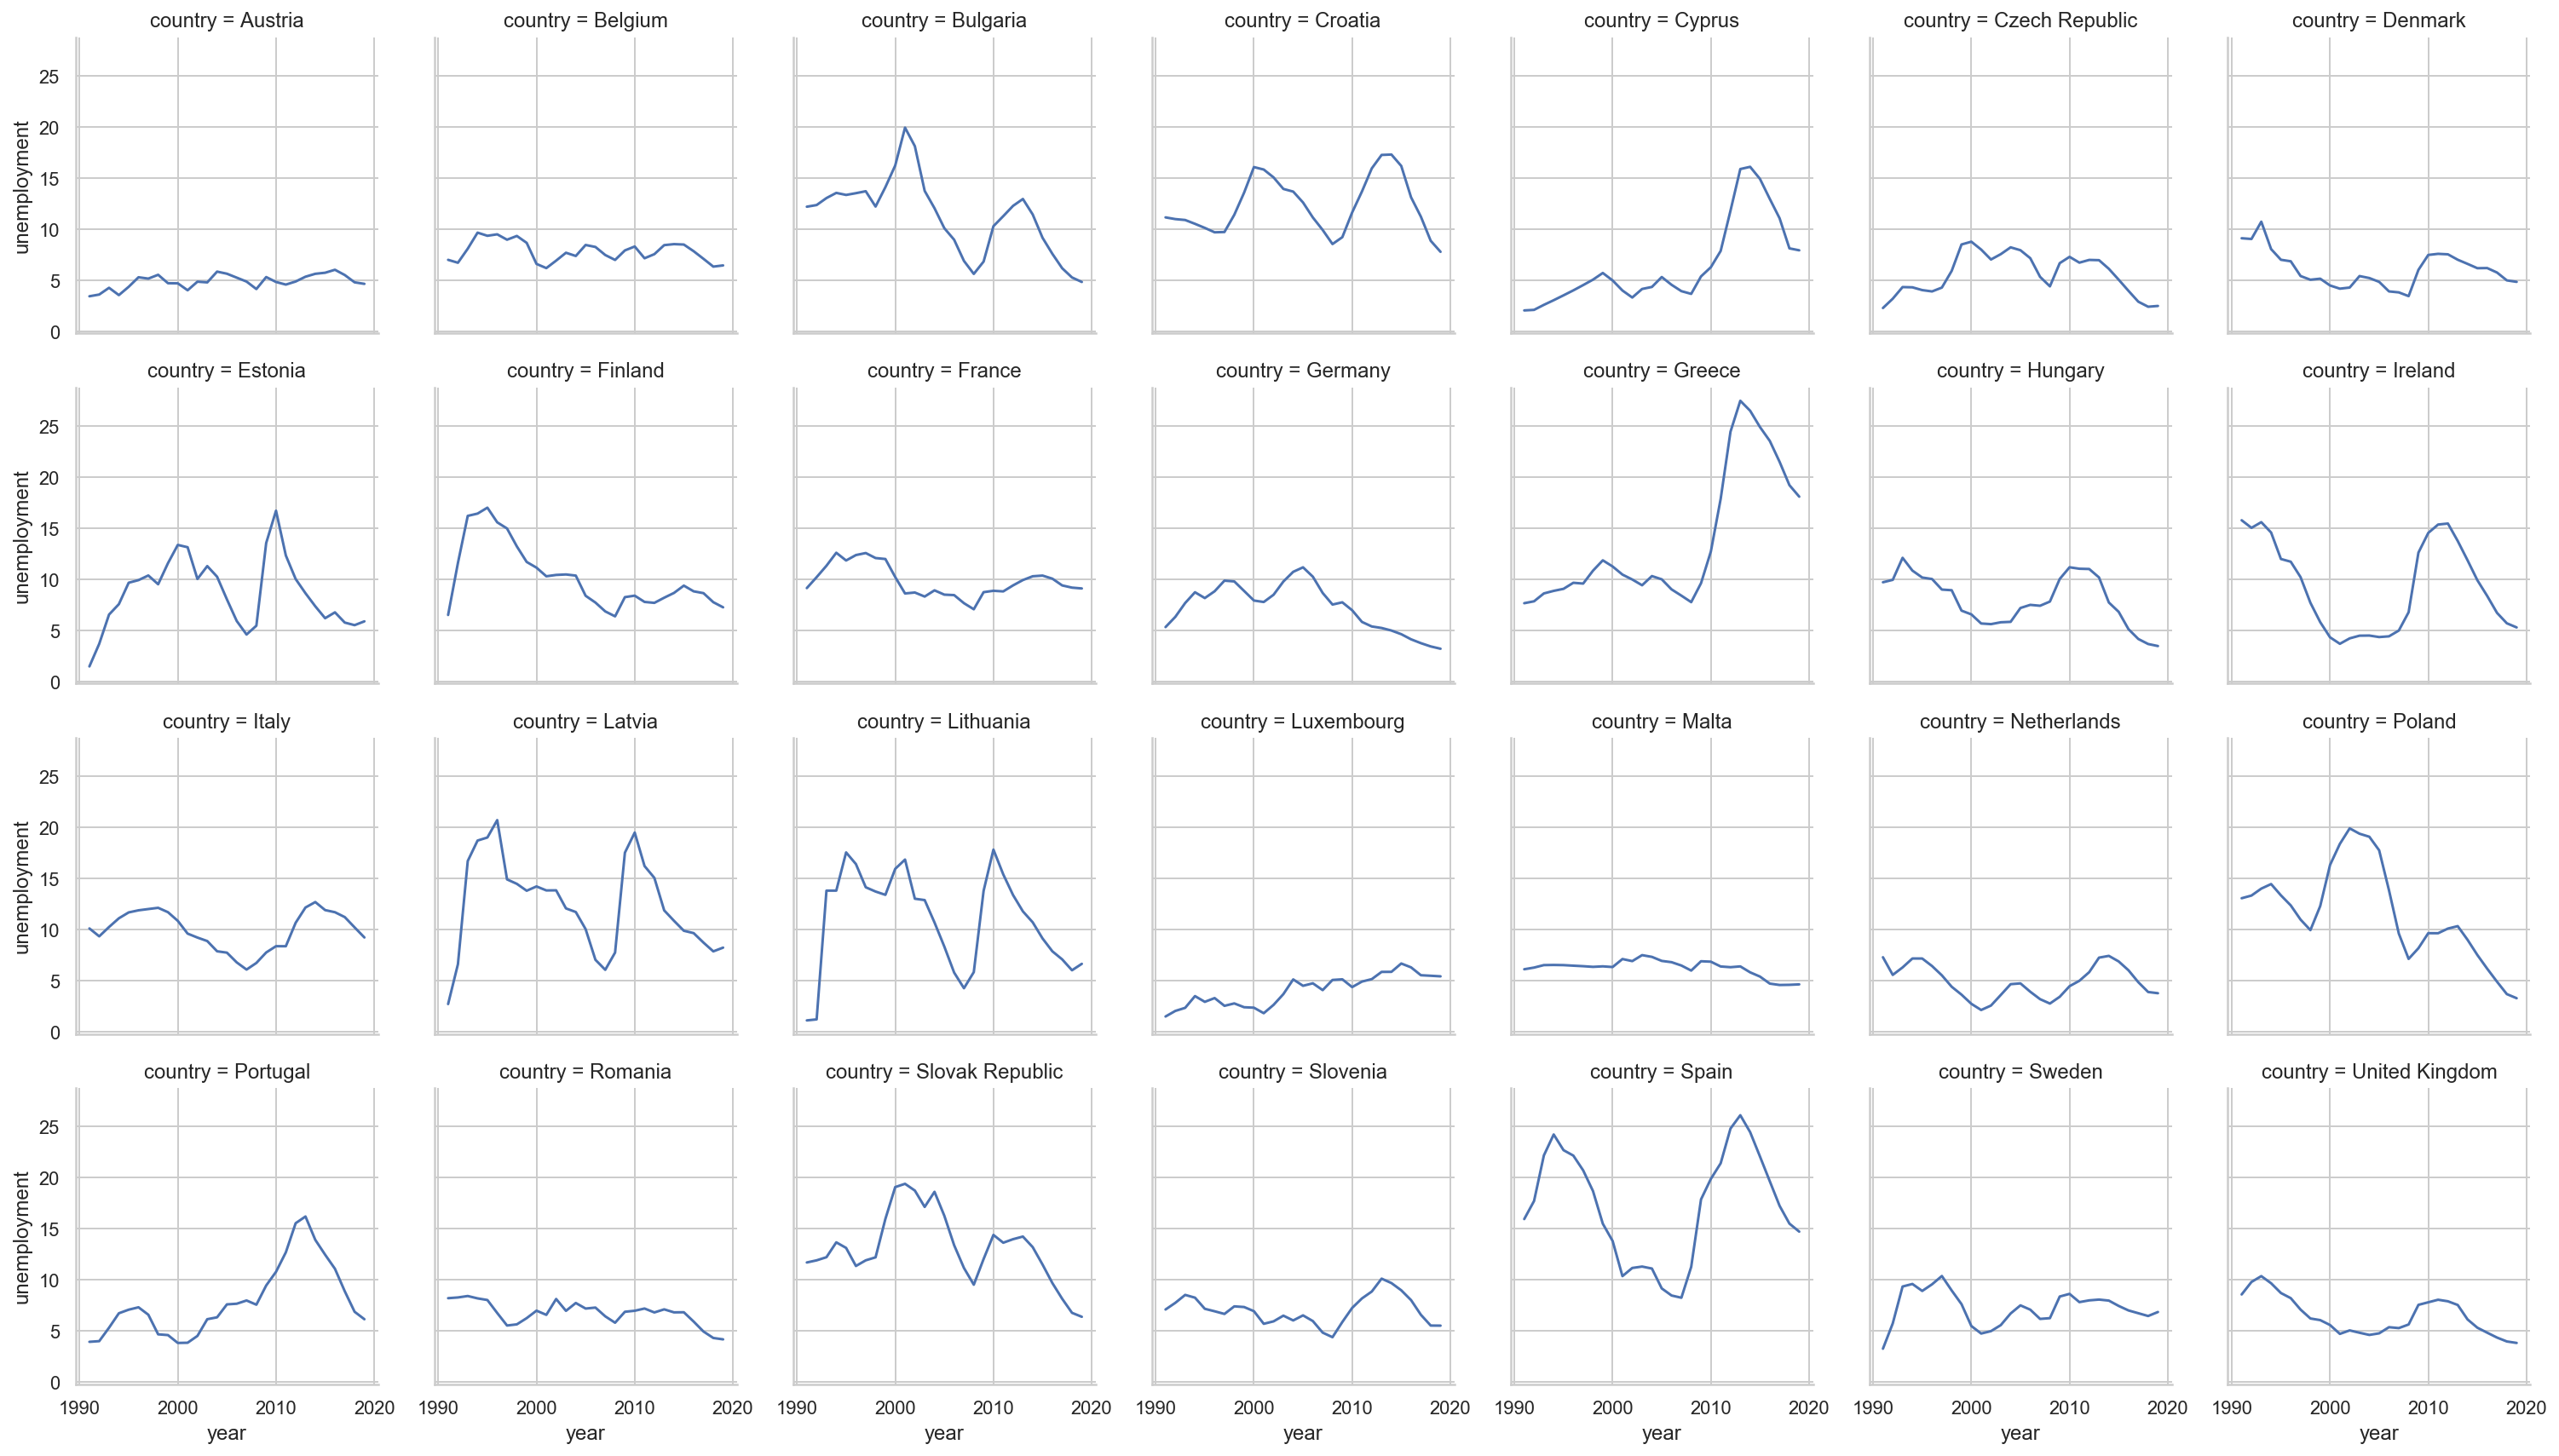 country = Austria
country = Belgium
country = Bulgaria
country = Croatia
country = Cyprus
country = Czech Republic
country = Denmark
unemployment
25
20
15
10
5
0
country = Estonia
country = Finland
country = France
country = Germany
country = Greece
country = Hungary
country = Ireland
unemployment
25
20
15
10
5
0
country = Italy
country = Latvia
country = Lithuania
country = Luxembourg
country = Malta
country = Netherlands
country = Poland
unemployment
25
20
15
10
5
0
country = Portugal
country = Romania
country = Slovak Republic
country = Slovenia
country = Spain
country = Sweden
country = United Kingdom
unemployment
25
20
15
10
5
0
1990 2000 2010 2020
year
1990 2000 2010 2020
year
1990 2000 2010 2020
year
1990 2000 2010 2020
year
1990 2000 2010 2020
year
1990 2000 2010 2020
year
1990 2000 2010 2020
year